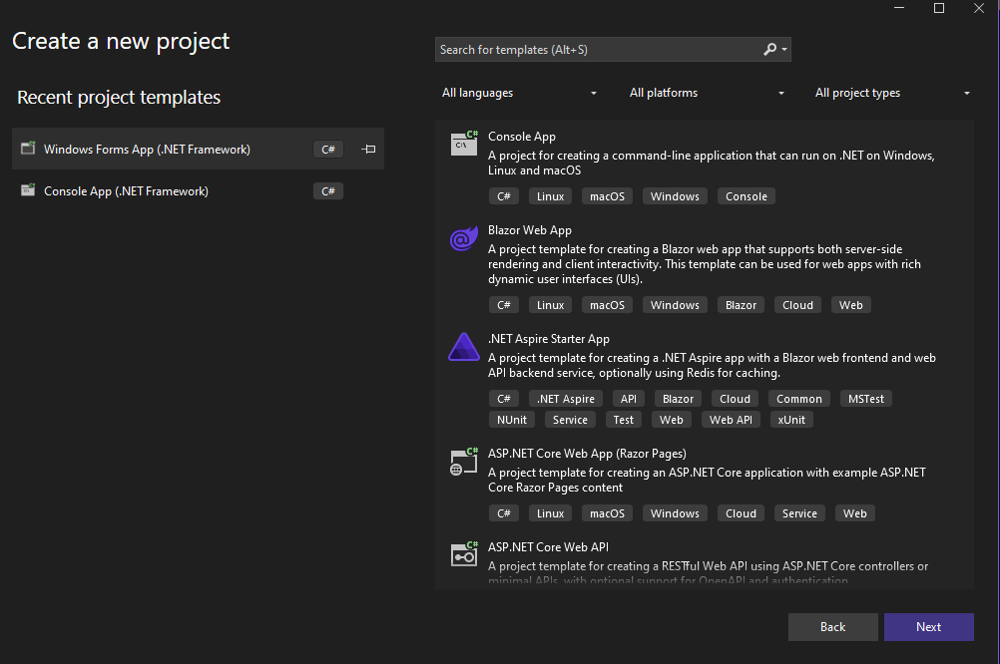 Create a new project
Search for templates (Alt+S)
Recent project templates
All languages
All platforms
All project types
Windows Forms App (.NET Framework)
C#
Console App (.NET Framework)
C#
C#
C:\
Console App
A project for creating a command-line application that can run on .NET on Windows,
Linux and macOS
C# Linux macOS Windows Console
@
Blazor Web App
A project template for creating a Blazor web app that supports both server-side
rendering and client interactivity. This template can be used for web apps with rich
dynamic user interfaces (UIs).
C# Linux macOS Windows Blazor Cloud Web
.NET Aspire Starter App
A project template for creating a .NET Aspire app with a Blazor web frontend and web
API backend service, optionally using Redis for caching.
C# .NET Aspire API Blazor Cloud Common MSTest
NUnit Service Test Web Web API xUnit
C#
ASP.NET Core Web App (Razor Pages)
A project template for creating an ASP.NET Core application with example ASP.NET
Core Razor Pages content
C# Linux macOS Windows Cloud Service Web
C#
ASP.NET Core Web API
A project template for creating a RESTful Web API using ASP.NET Core controllers or
minimal APIs, with optional support for OpenAPI and authentication.
Back
Next